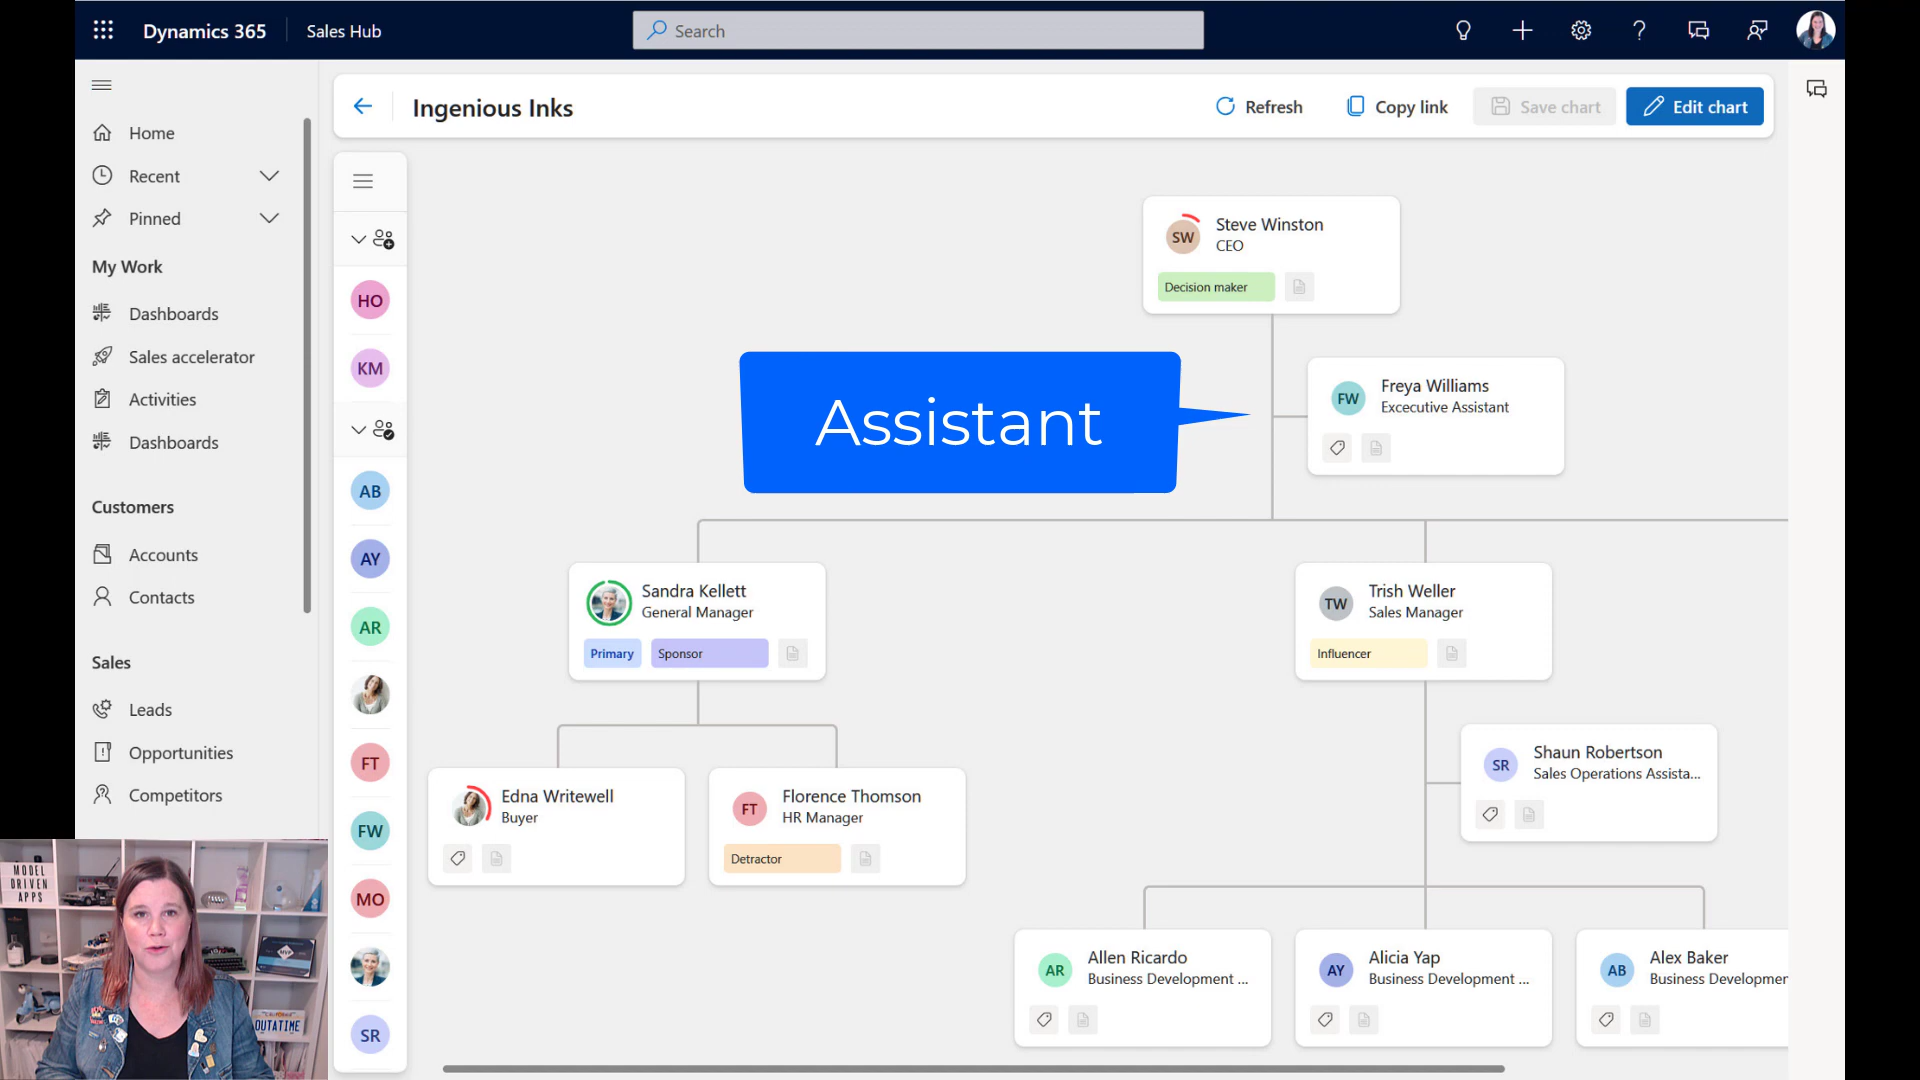 Dynamics 365
Sales Hub
Search
Home
Recent
Pinned
My Work
Dashboards
Sales accelerator
Activities
Dashboards
Customers
Accounts
Contacts
Sales
Leads
Opportunities
Competitors
Ingenious Inks
Refresh
Copy link
Save chart
Edit chart
HO
KM
AB
AY
AR
FT
FW
MO
SR
SW
Steve Winston
CEO
Decision maker
Assistant
FW
Freya Williams
Excecutive Assistant
Sandra Kellett
General Manager
Primary
Sponsor
TW
Trish Weller
Sales Manager
Influencer
SR
Shaun Robertson
Sales Operations Assista...
Edna Writewell
Buyer
FT
Florence Thomson
HR Manager
Detractor
AR
Allen Ricardo
Business Development ...
AY
Alicia Yap
Business Development ...
AB
Alex Baker
Business Developmen
MODEL
DRIVEN
APPS
MVP
OUTATIME